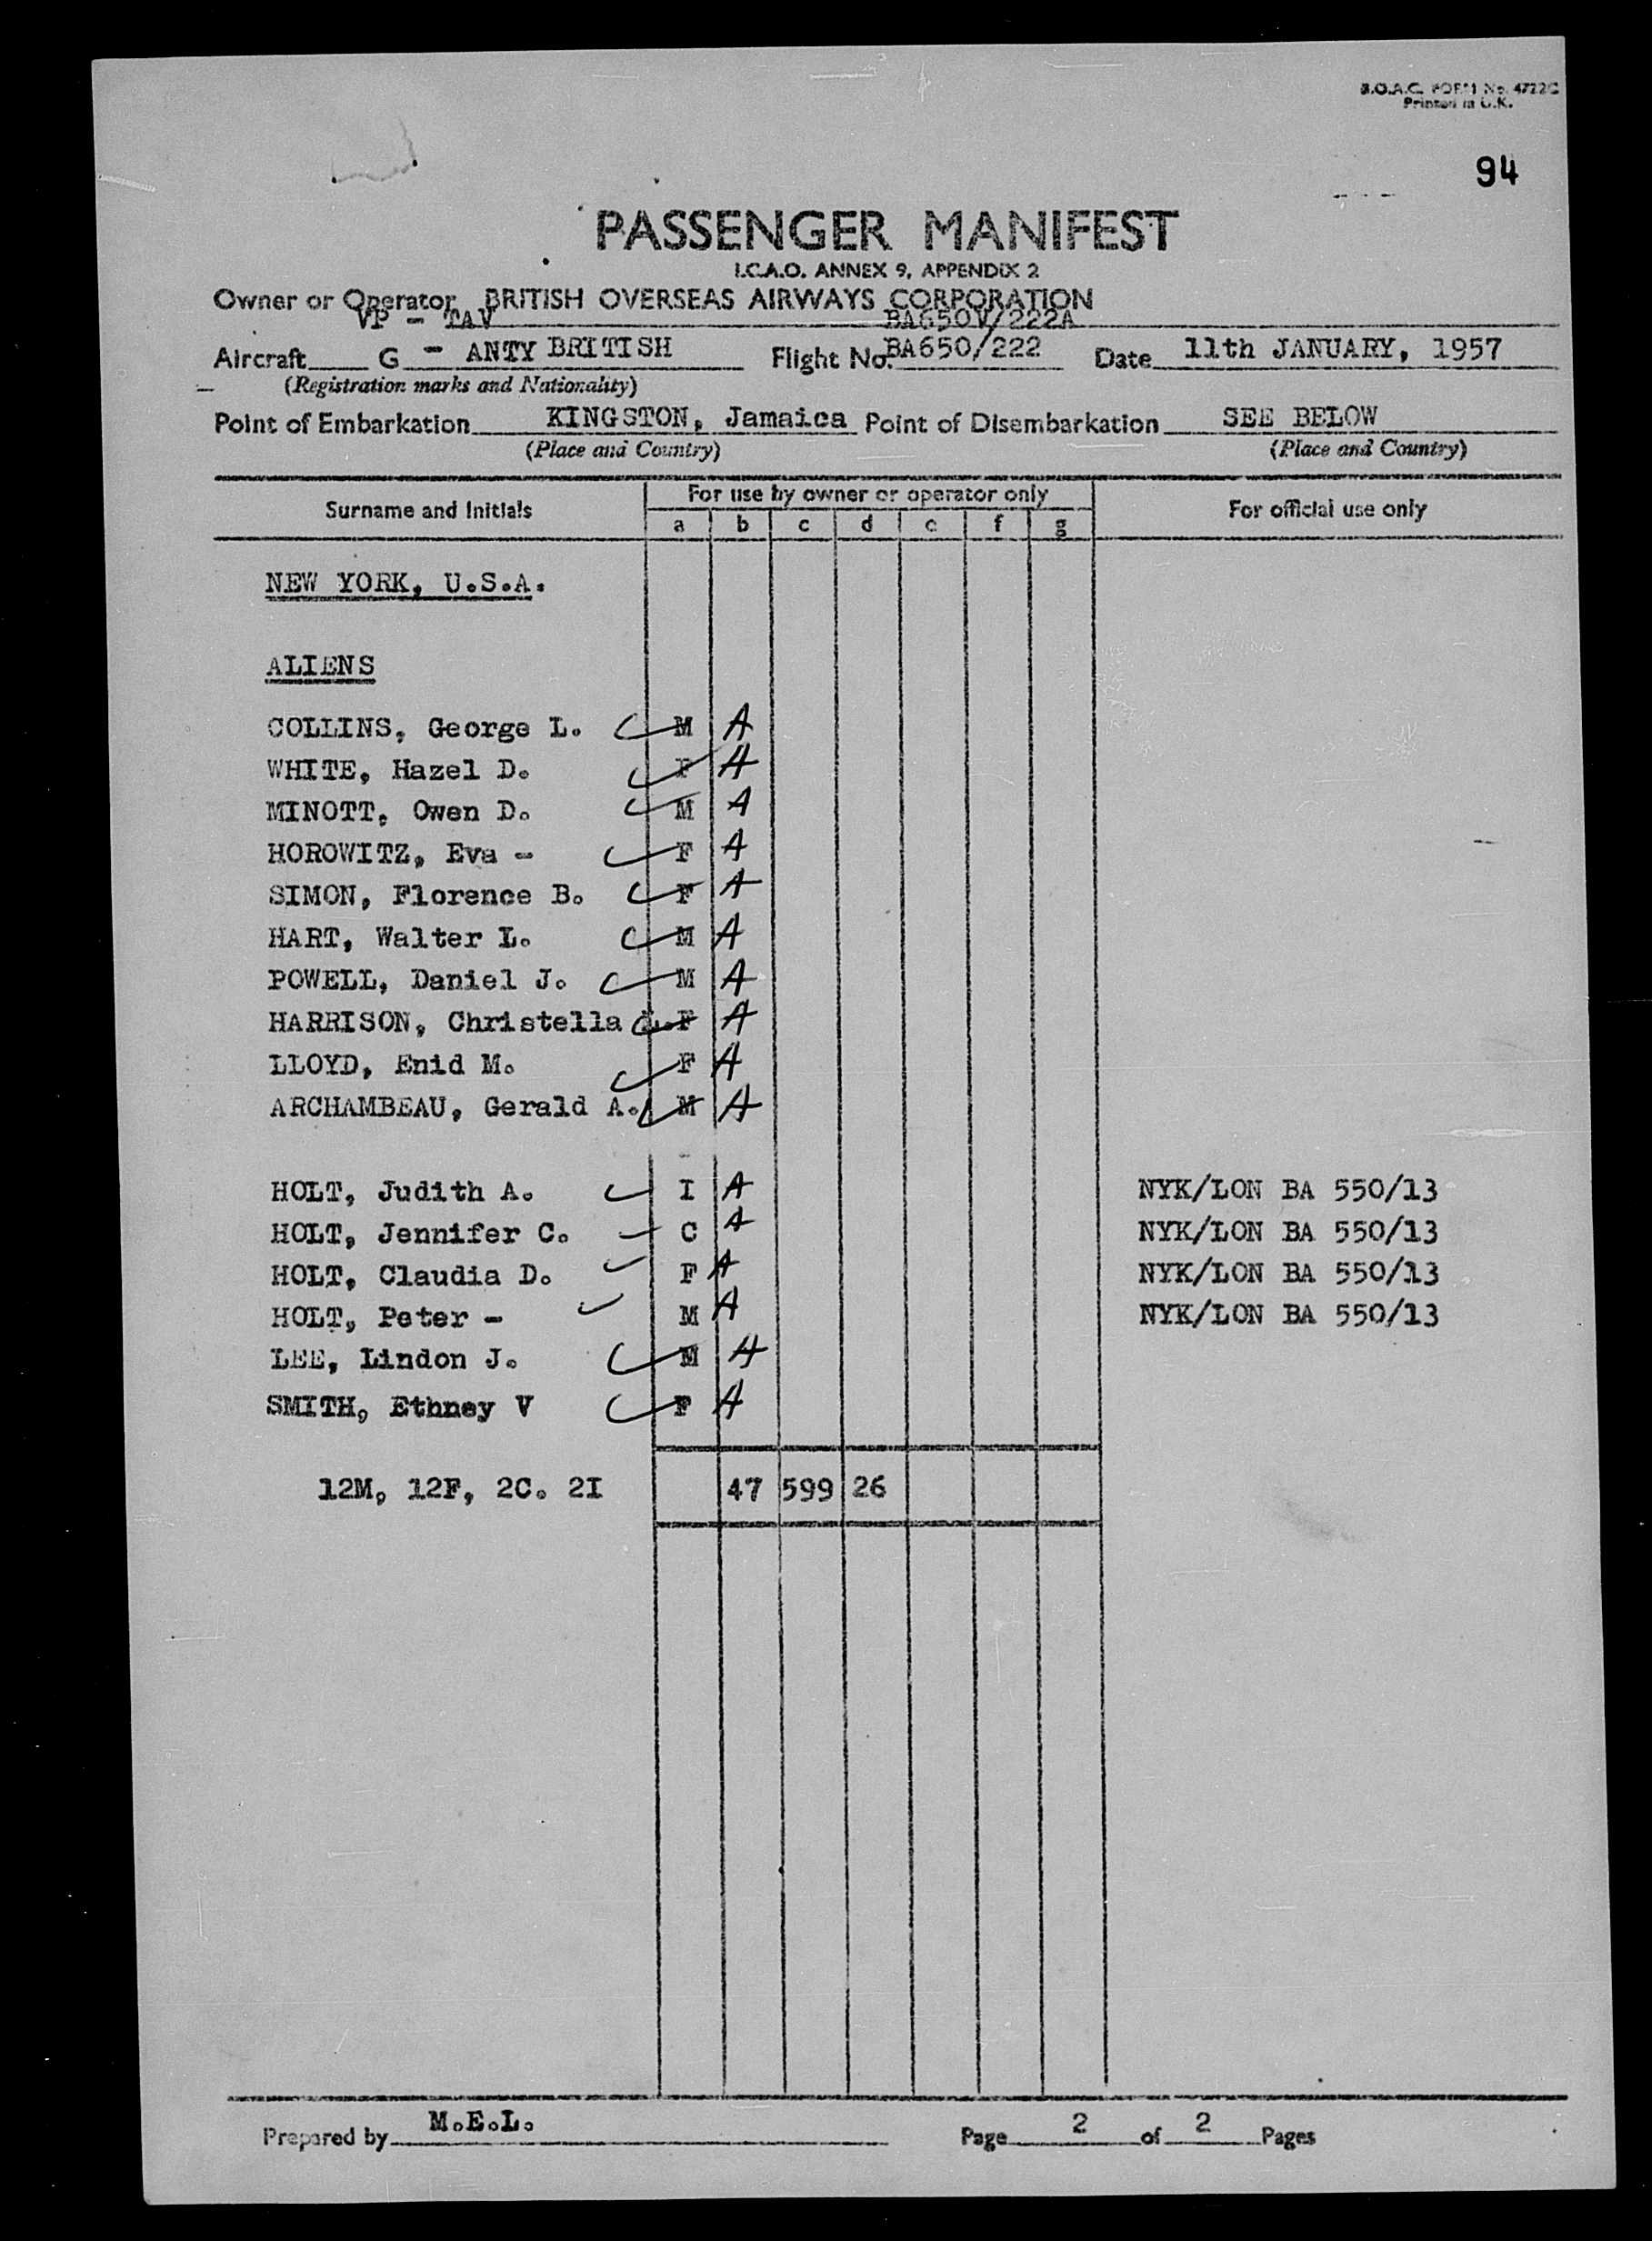 B.O.A.C. FORM No. 4722C
Printed in U.K.
94
PASSENGER MANIFEST
I.C.A.O. ANNEX 9, APPENDIX 2
Owner or Operator BRITISH OVERSEAS AIRWAYS CORPORATION
VP - TAV BA650V/222A
Aircraft G - ANTY BRITISH Flight No. BA650/222 Date 11th JANUARY, 1957
(Registration marks and Nationality)
Point of Embarkation KINGSTON, Jamaica Point of Disembarkation SEE BELOW
(Place and Country) (Place and Country)
Surname and Initials For use by owner or operator only For official use only
a b c d e f g
NEW YORK, U.S.A.
ALIENS
COLLINS, George L. M A
WHITE, Hazel D. F A
MINOTT, Owen D. M A
HOROWITZ, Eva - F A
SIMON, Florence B. F A
HART, Walter L. M A
POWELL, Daniel J. M A
HARRISON, Christella F A
LLOYD, Enid M. F A
ARCHAMBEAU, Gerald A. M A
HOLT, Judith A. I A NYK/LON BA 550/13
HOLT, Jennifer C. C A NYK/LON BA 550/13
HOLT, Claudia D. F A NYK/LON BA 550/13
HOLT, Peter - M A NYK/LON BA 550/13
LEE, Lindon J. M A
SMITH, Ethney V F A
12M, 12F, 2C. 2I 47 599 26
Prepared by M.E.L. Page 2 of 2 Pages